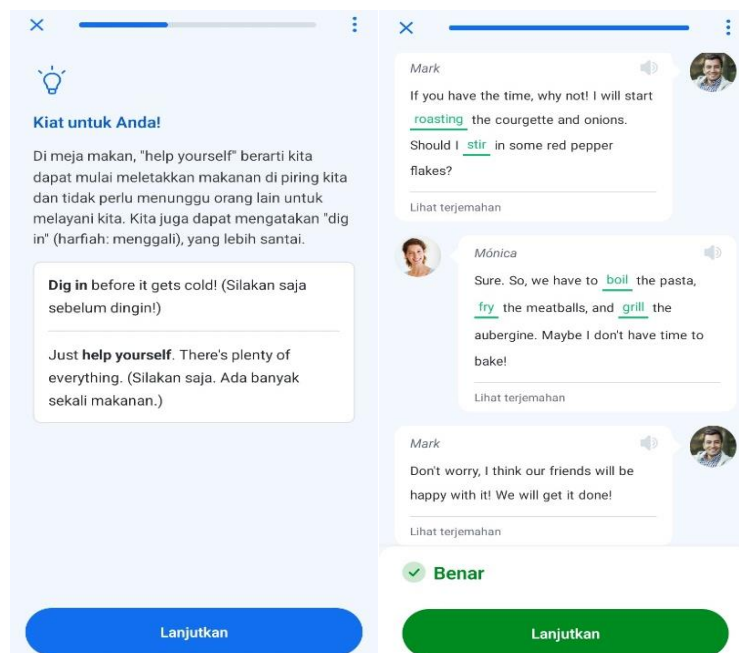 Kiat untuk Anda!
Di meja makan, "help yourself" berarti kita
dapat mulai meletakkan makanan di piring kita
dan tidak perlu menunggu orang lain untuk
melayani kita. Kita juga dapat mengatakan "dig
in" (harfiah: menggali), yang lebih santai.
Dig in before it gets cold! (Silakan saja
sebelum dingin!)
Just help yourself. There's plenty of
everything. (Silakan saja. Ada banyak
sekali makanan.)
Lanjutkan
Mark
If you have the time, why not! I will start
roasting the courgette and onions.
Should I stir in some red pepper
flakes?
Lihat terjemahan
Mónica
Sure. So, we have to boil the pasta,
fry the meatballs, and grill the
aubergine. Maybe I don't have time to
bake!
Lihat terjemahan
Mark
Don't worry, I think our friends will be
happy with it! We will get it done!
Lihat terjemahan
Benar
Lanjutkan